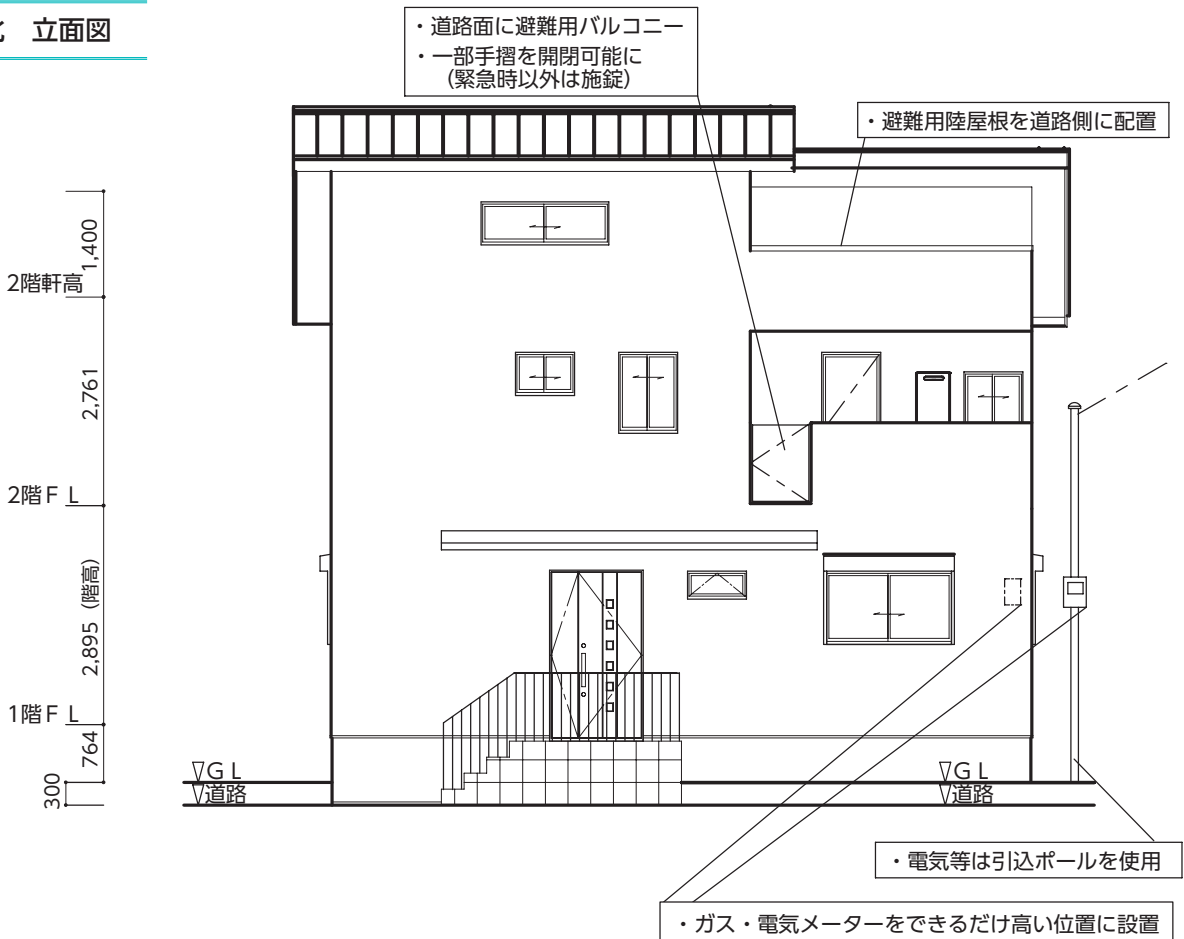 立面図
・道路面に避難用バルコニー
・一部手摺を開閉可能に
(緊急時以外は施錠)
・避難用陸屋根を道路側に配置
1,400
2階軒高
2,761
2階ＦＬ
2,895 (階高)
1階ＦＬ
764
300
▽GL
▽道路
▽GL
▽道路
・電気等は引込ポールを使用
・ガス・電気メーターをできるだけ高い位置に設置